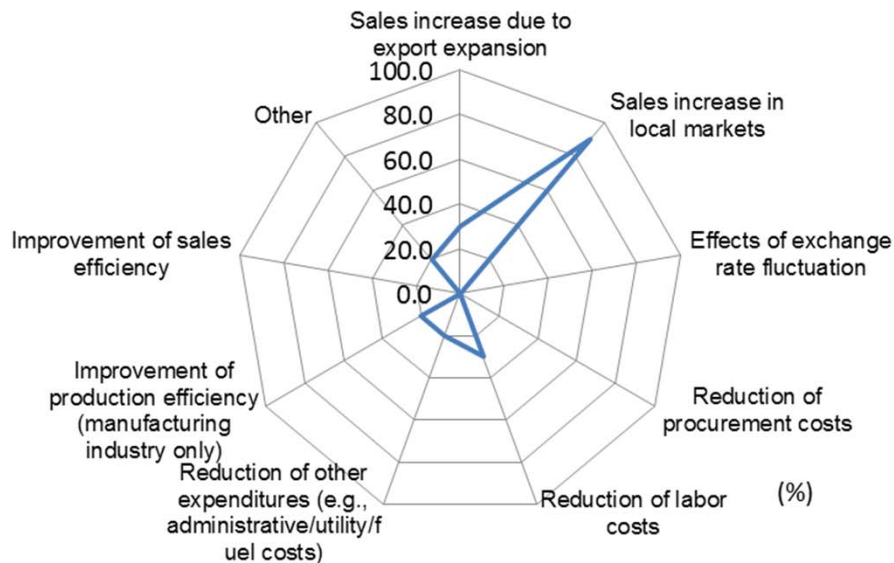 Sales increase due to
export expansion
100.0
80.0
60.0
40.0
20.0
0.0
Sales increase in
local markets
Effects of exchange
rate fluctuation
Reduction of
procurement costs
(%)
Reduction of labor
costs
Reduction of other
expenditures (e.g.,
administrative/utility/f
uel costs)
Improvement of
production efficiency
(manufacturing
industry only)
Improvement of sales
efficiency
Other